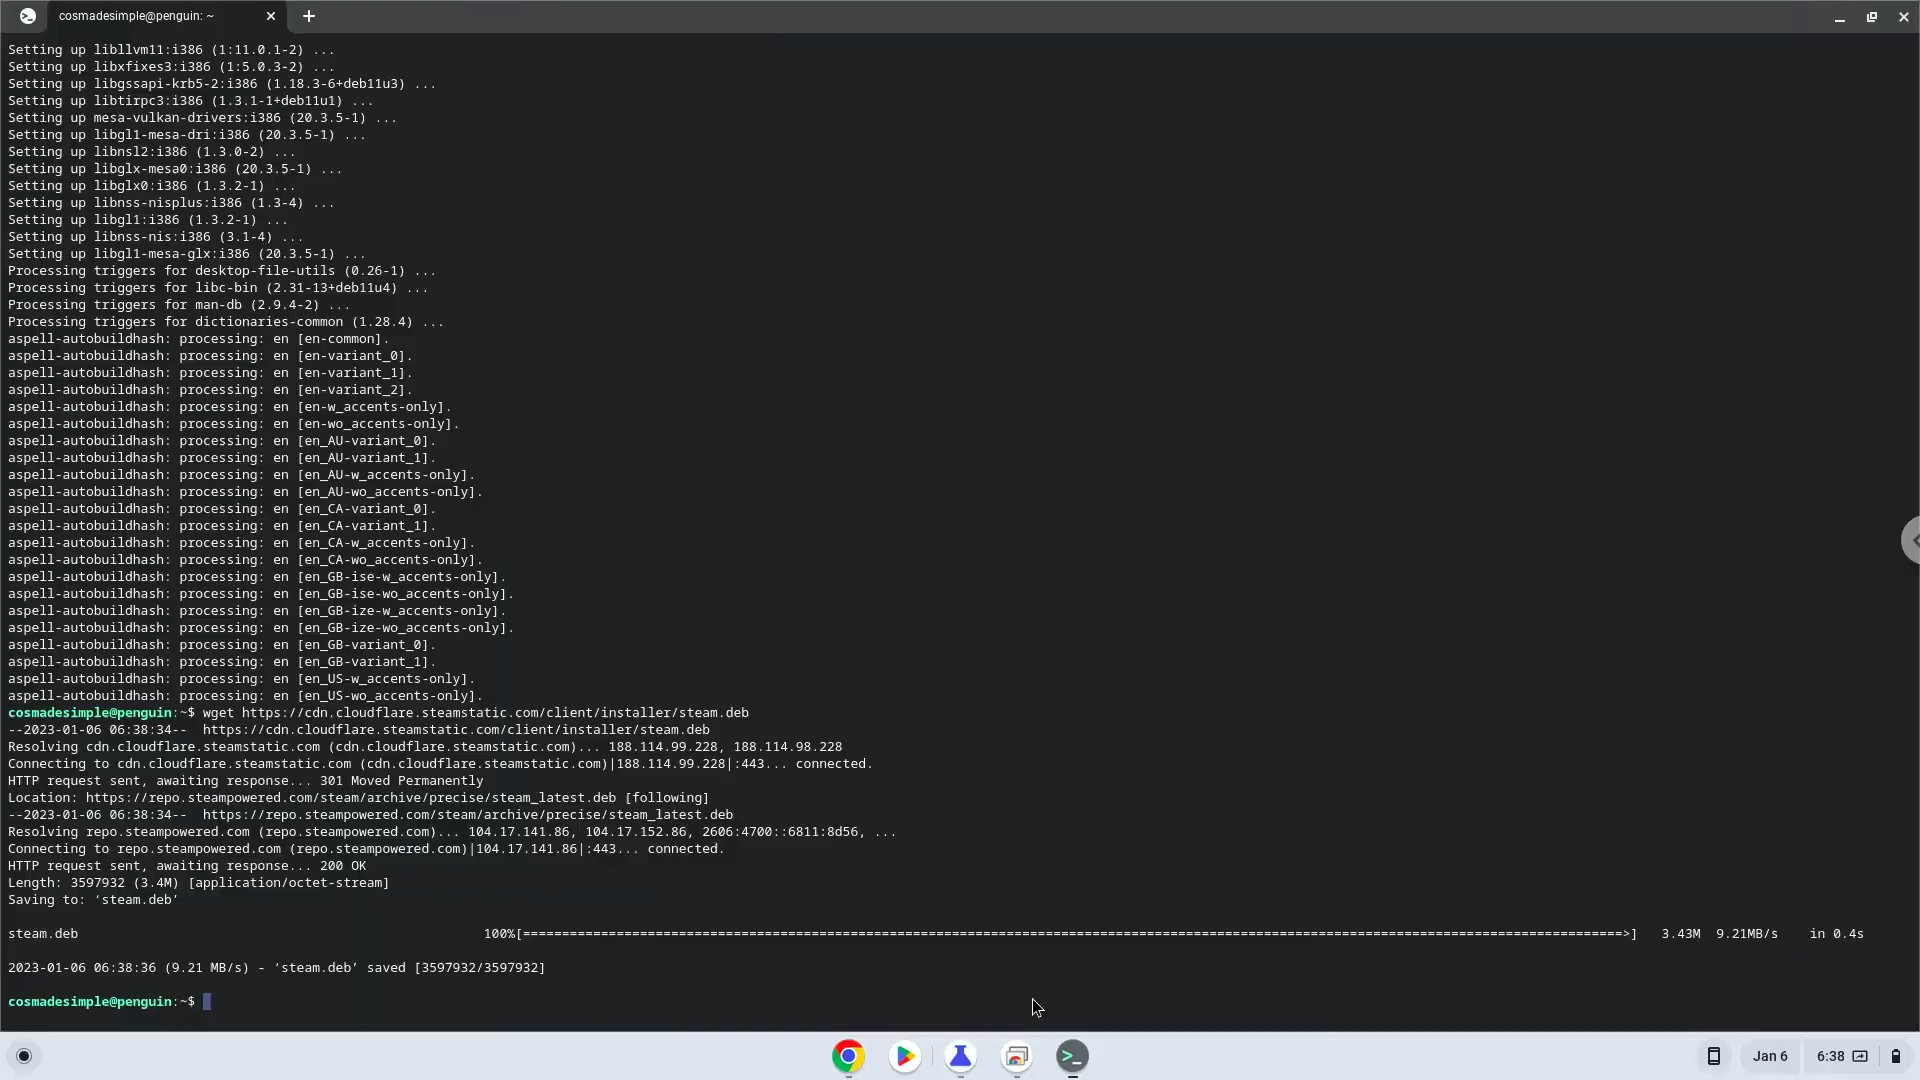 cosmadesimple@penguin: ~
Setting up libllvm11:i386 (1:11.0.1-2) ...
Setting up libxfixes3:i386 (1:5.0.3-2) ...
Setting up libgssapi-krb5-2:i386 (1.18.3-6+deb11u3) ...
Setting up libtirpc3:i386 (1.3.1-1+deb11u1) ...
Setting up mesa-vulkan-drivers:i386 (20.3.5-1) ...
Setting up libgl1-mesa-dri:i386 (20.3.5-1) ...
Setting up libnsl2:i386 (1.3.0-2) ...
Setting up libglx-mesa0:i386 (20.3.5-1) ...
Setting up libglx0:i386 (1.3.2-1) ...
Setting up libnss-nisplus:i386 (1.3-4) ...
Setting up libgl1:i386 (1.3.2-1) ...
Setting up libnss-nis:i386 (3.1-4) ...
Setting up libgl1-mesa-glx:i386 (20.3.5-1) ...
Processing triggers for desktop-file-utils (0.26-1) ...
Processing triggers for libc-bin (2.31-13+deb11u4) ...
Processing triggers for man-db (2.9.4-2) ...
Processing triggers for dictionaries-common (1.28.4) ...
aspell-autobuildhash: processing: en [en-common].
aspell-autobuildhash: processing: en [en-variant_0].
aspell-autobuildhash: processing: en [en-variant_1].
aspell-autobuildhash: processing: en [en-variant_2].
aspell-autobuildhash: processing: en [en-w_accents-only].
aspell-autobuildhash: processing: en [en-wo_accents-only].
aspell-autobuildhash: processing: en [en_AU-variant_0].
aspell-autobuildhash: processing: en [en_AU-variant_1].
aspell-autobuildhash: processing: en [en_AU-w_accents-only].
aspell-autobuildhash: processing: en [en_AU-wo_accents-only].
aspell-autobuildhash: processing: en [en_CA-variant_0].
aspell-autobuildhash: processing: en [en_CA-variant_1].
aspell-autobuildhash: processing: en [en_CA-w_accents-only].
aspell-autobuildhash: processing: en [en_CA-wo_accents-only].
aspell-autobuildhash: processing: en [en_GB-ise-w_accents-only].
aspell-autobuildhash: processing: en [en_GB-ise-wo_accents-only].
aspell-autobuildhash: processing: en [en_GB-ize-w_accents-only].
aspell-autobuildhash: processing: en [en_GB-ize-wo_accents-only].
aspell-autobuildhash: processing: en [en_GB-variant_0].
aspell-autobuildhash: processing: en [en_GB-variant_1].
aspell-autobuildhash: processing: en [en_US-w_accents-only].
aspell-autobuildhash: processing: en [en_US-wo_accents-only].
cosmadesimple@penguin:~$ wget https://cdn.cloudflare.steamstatic.com/client/installer/steam.deb
--2023-01-06 06:38:34--  https://cdn.cloudflare.steamstatic.com/client/installer/steam.deb
Resolving cdn.cloudflare.steamstatic.com (cdn.cloudflare.steamstatic.com)... 188.114.99.228, 188.114.98.228
Connecting to cdn.cloudflare.steamstatic.com (cdn.cloudflare.steamstatic.com)|188.114.99.228|:443... connected.
HTTP request sent, awaiting response... 301 Moved Permanently
Location: https://repo.steampowered.com/steam/archive/precise/steam_latest.deb [following]
--2023-01-06 06:38:34--  https://repo.steampowered.com/steam/archive/precise/steam_latest.deb
Resolving repo.steampowered.com (repo.steampowered.com)... 104.17.141.86, 104.17.152.86, 2606:4700::6811:8d56, ...
Connecting to repo.steampowered.com (repo.steampowered.com)|104.17.141.86|:443... connected.
HTTP request sent, awaiting response... 200 OK
Length: 3597932 (3.4M) [application/octet-stream]
Saving to: ‘steam.deb’
steam.deb 100%[=============================================================================================================================================>] 3.43M 9.21MB/s in 0.4s
2023-01-06 06:38:36 (9.21 MB/s) - ‘steam.deb’ saved [3597932/3597932]
cosmadesimple@penguin:~$
Jan 6 6:38